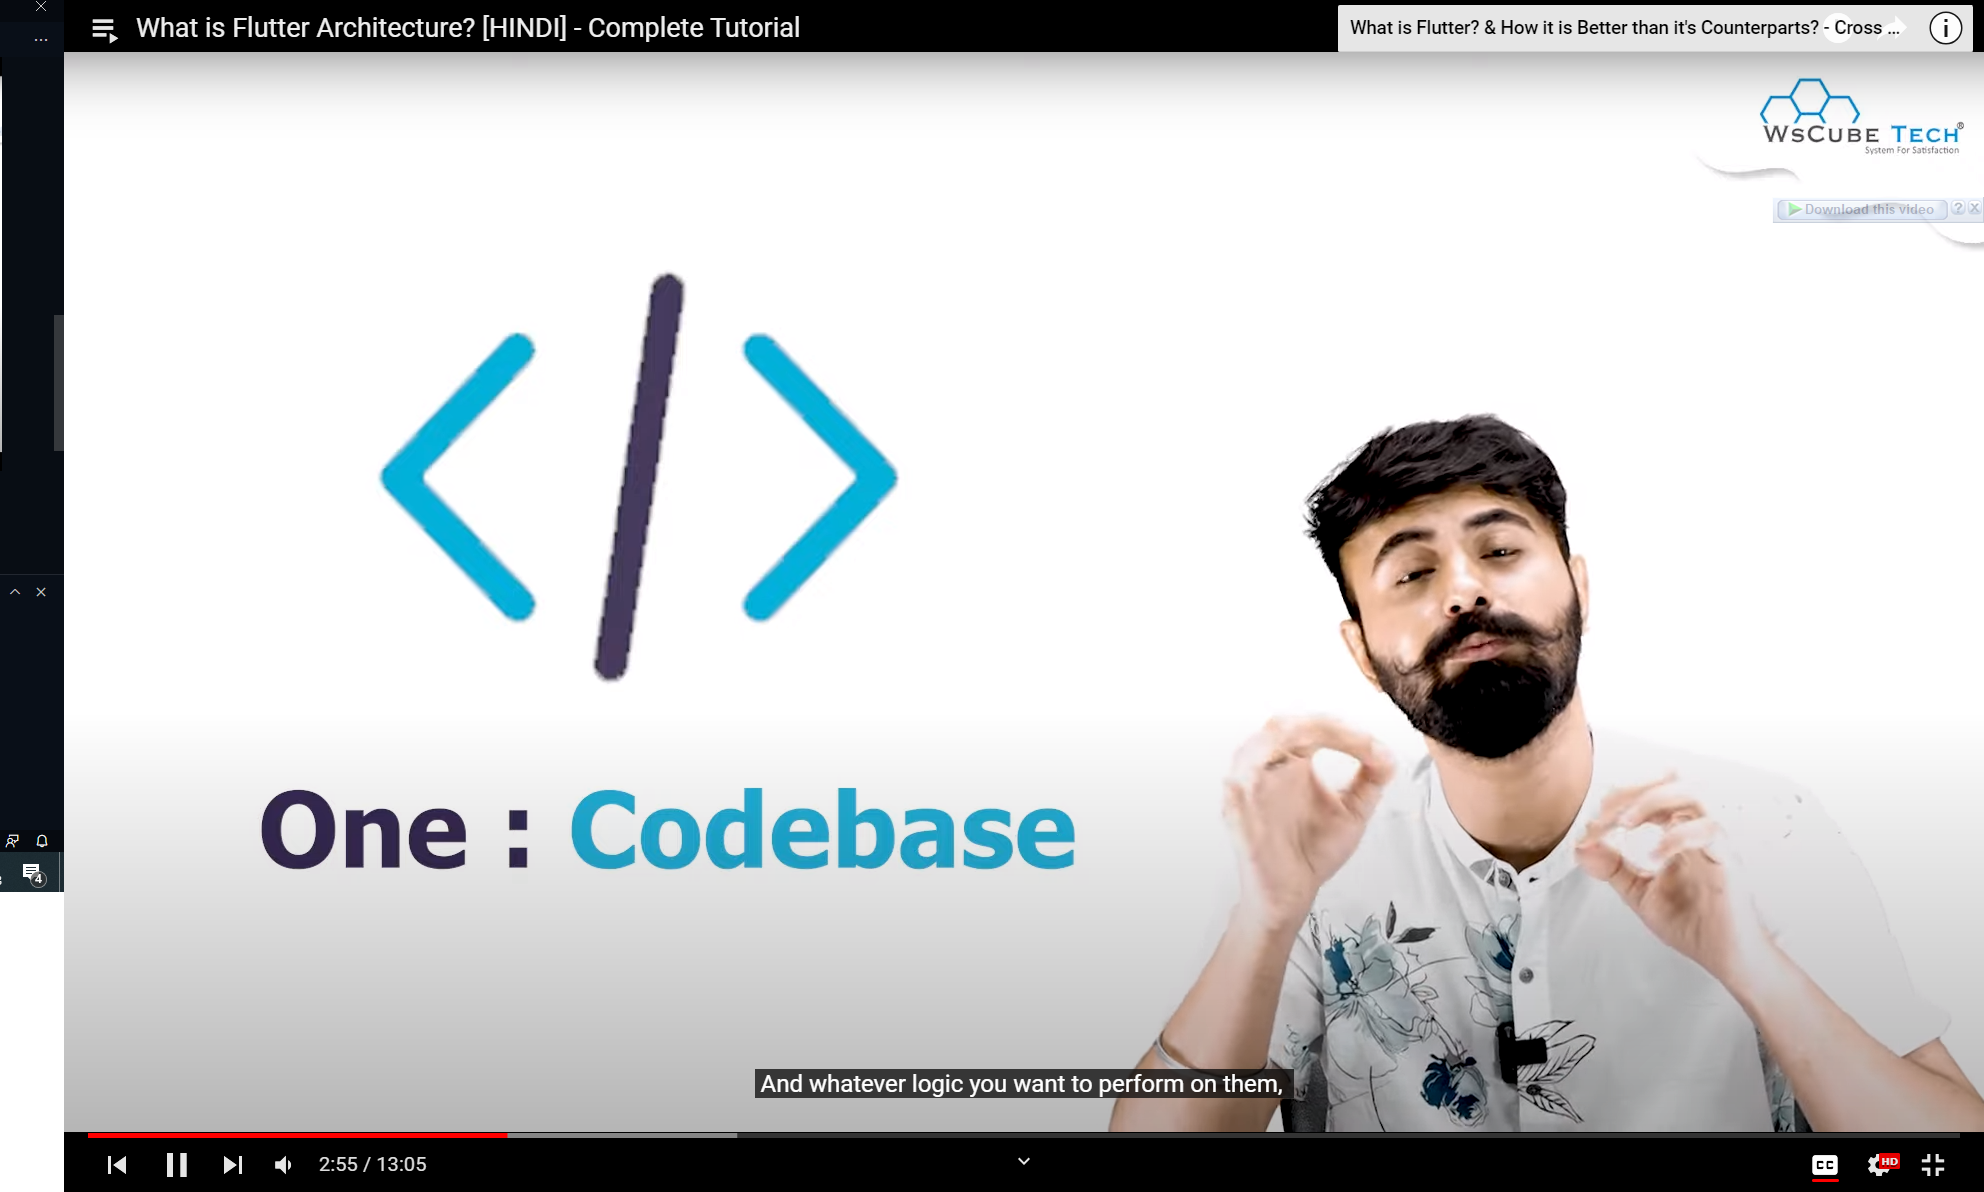 What is Flutter Architecture? [HINDI] - Complete Tutorial
What is Flutter? & How it is Better than it's Counterparts? - Cross ...
WSCUBE TECH®
System For Satisfaction
Download this video
?
One : Codebase
And whatever logic you want to perform on them,
4
2:55 / 13:05
CC
HD